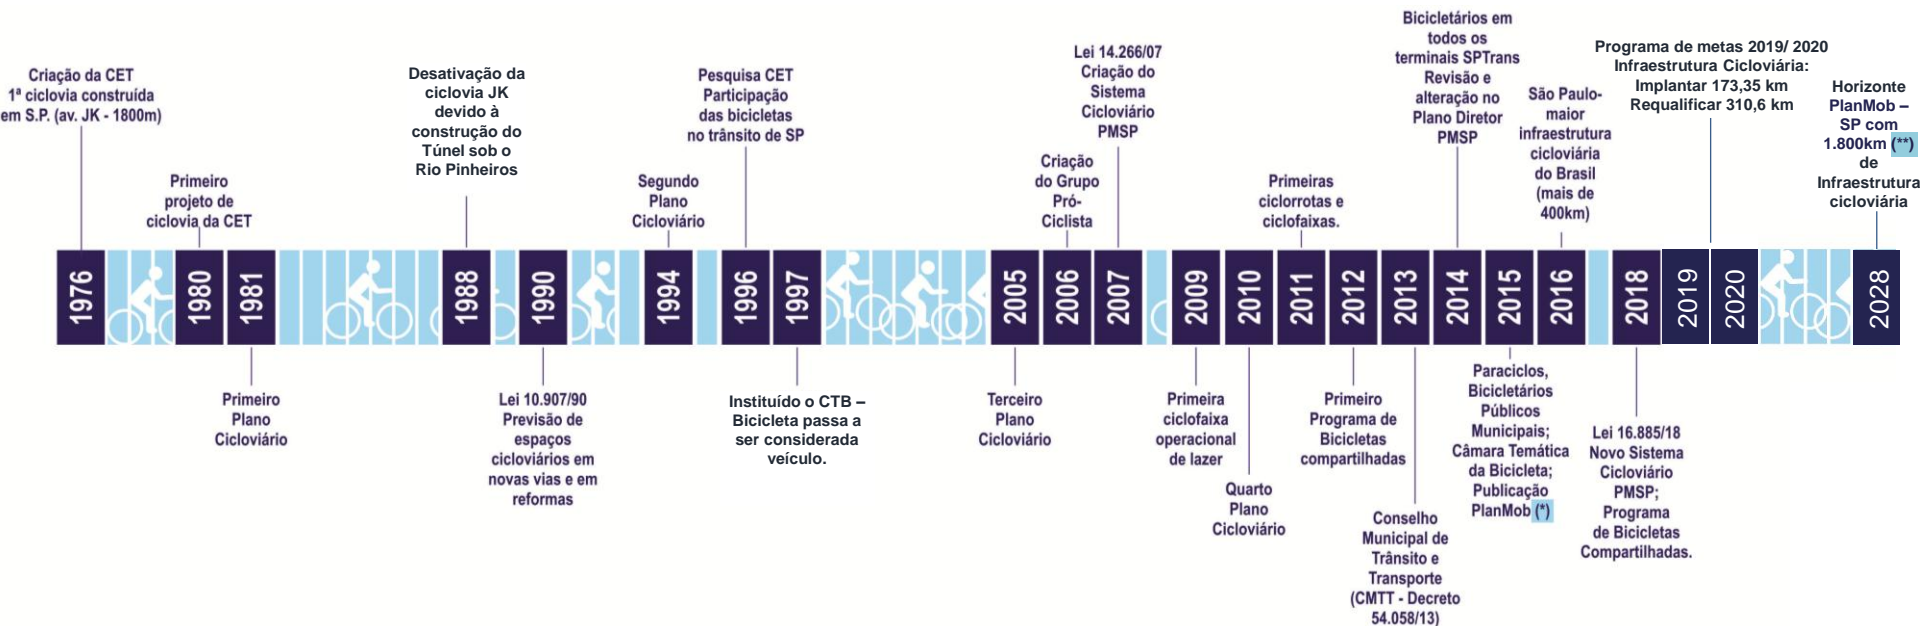 Criação da CET
1ª ciclovia construída
em S.P. (av. JK - 1800m)
Primeiro
projeto de
ciclovia da CET
Desativação da
ciclovia JK
devido à
construção do
Túnel sob o
Rio Pinheiros
Segundo
Plano
Cicloviário
Pesquisa CET
Participação
das bicicletas
no trânsito de SP
Criação
do Grupo
Pró-
Ciclista
Lei 14.266/07
Criação do
Sistema
Cicloviário
PMSP
Primeiras
ciclorrotas e
ciclofaixas.
Bicicletários em
todos os
terminais SPTrans
Revisão e
alteração no
Plano Diretor
PMSP
São Paulo-
maior
infraestrutura
cicloviária
do Brasil
(mais de
400km)
Programa de metas 2019/ 2020
Infraestrutura Cicloviária:
Implantar 173,35 km
Requalificar 310,6 km
Horizonte
PlanMob –
SP com
1.800km (**)
de
Infraestrutura
cicloviária
1976
1980
1981
1988
1990
1994
1996
1997
2005
2006
2007
2009
2010
2011
2012
2013
2014
2015
2016
2018
2019
2020
2028
Primeiro
Plano
Cicloviário
Lei 10.907/90
Previsão de
espaços
cicloviários em
novas vias e em
reformas
Instituído o CTB –
Bicicleta passa a
ser considerada
veículo.
Terceiro
Plano
Cicloviário
Primeira
ciclofaixa
operacional
de lazer
Quarto
Plano
Cicloviário
Primeiro
Programa de
Bicicletas
compartilhadas
Conselho
Municipal de
Trânsito e
Transporte
(CMTT - Decreto
54.058/13)
Paraciclos,
Bicicletários
Públicos
Municipais;
Câmara Temática
da Bicicleta;
Publicação
PlanMob (*)
Lei 16.885/18
Novo Sistema
Cicloviário
PMSP;
Programa
de Bicicletas
Compartilhadas.